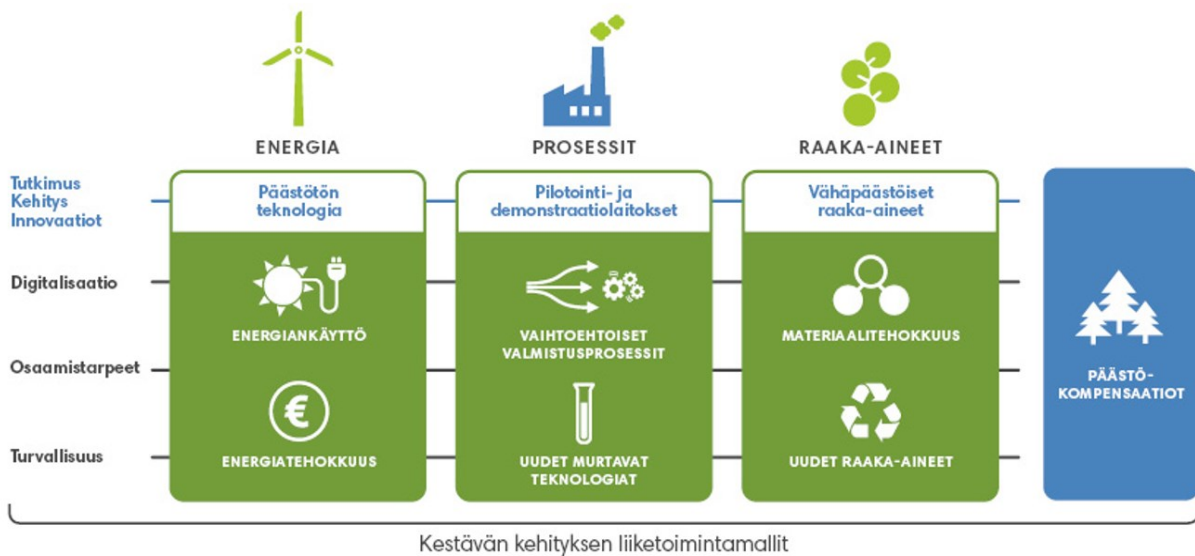 ENERGIA
PROSESSIT
RAAKA-AINEET
Tutkimus
Kehitys
Innovaatiot
Päästötön
teknologia
Pilotointi- ja
demonstraatiolaitokset
Vähäpäästöiset
raaka-aineet
Digitalisaatio
ENERGIANKÄYTTÖ
VAIHTOEHTOISET
VALMISTUSPROSESSIT
MATERIAALITEHOKKUUS
Osaamistarpeet
PÄÄSTÖ-
KOMPENSAATIOT
€
Turvallisuus
ENERGIATEHOKKUUS
UUDET MURTAVAT
TEKNOLOGIAT
UUDET RAAKA-AINEET
Kestävän kehityksen liiketoimintamallit